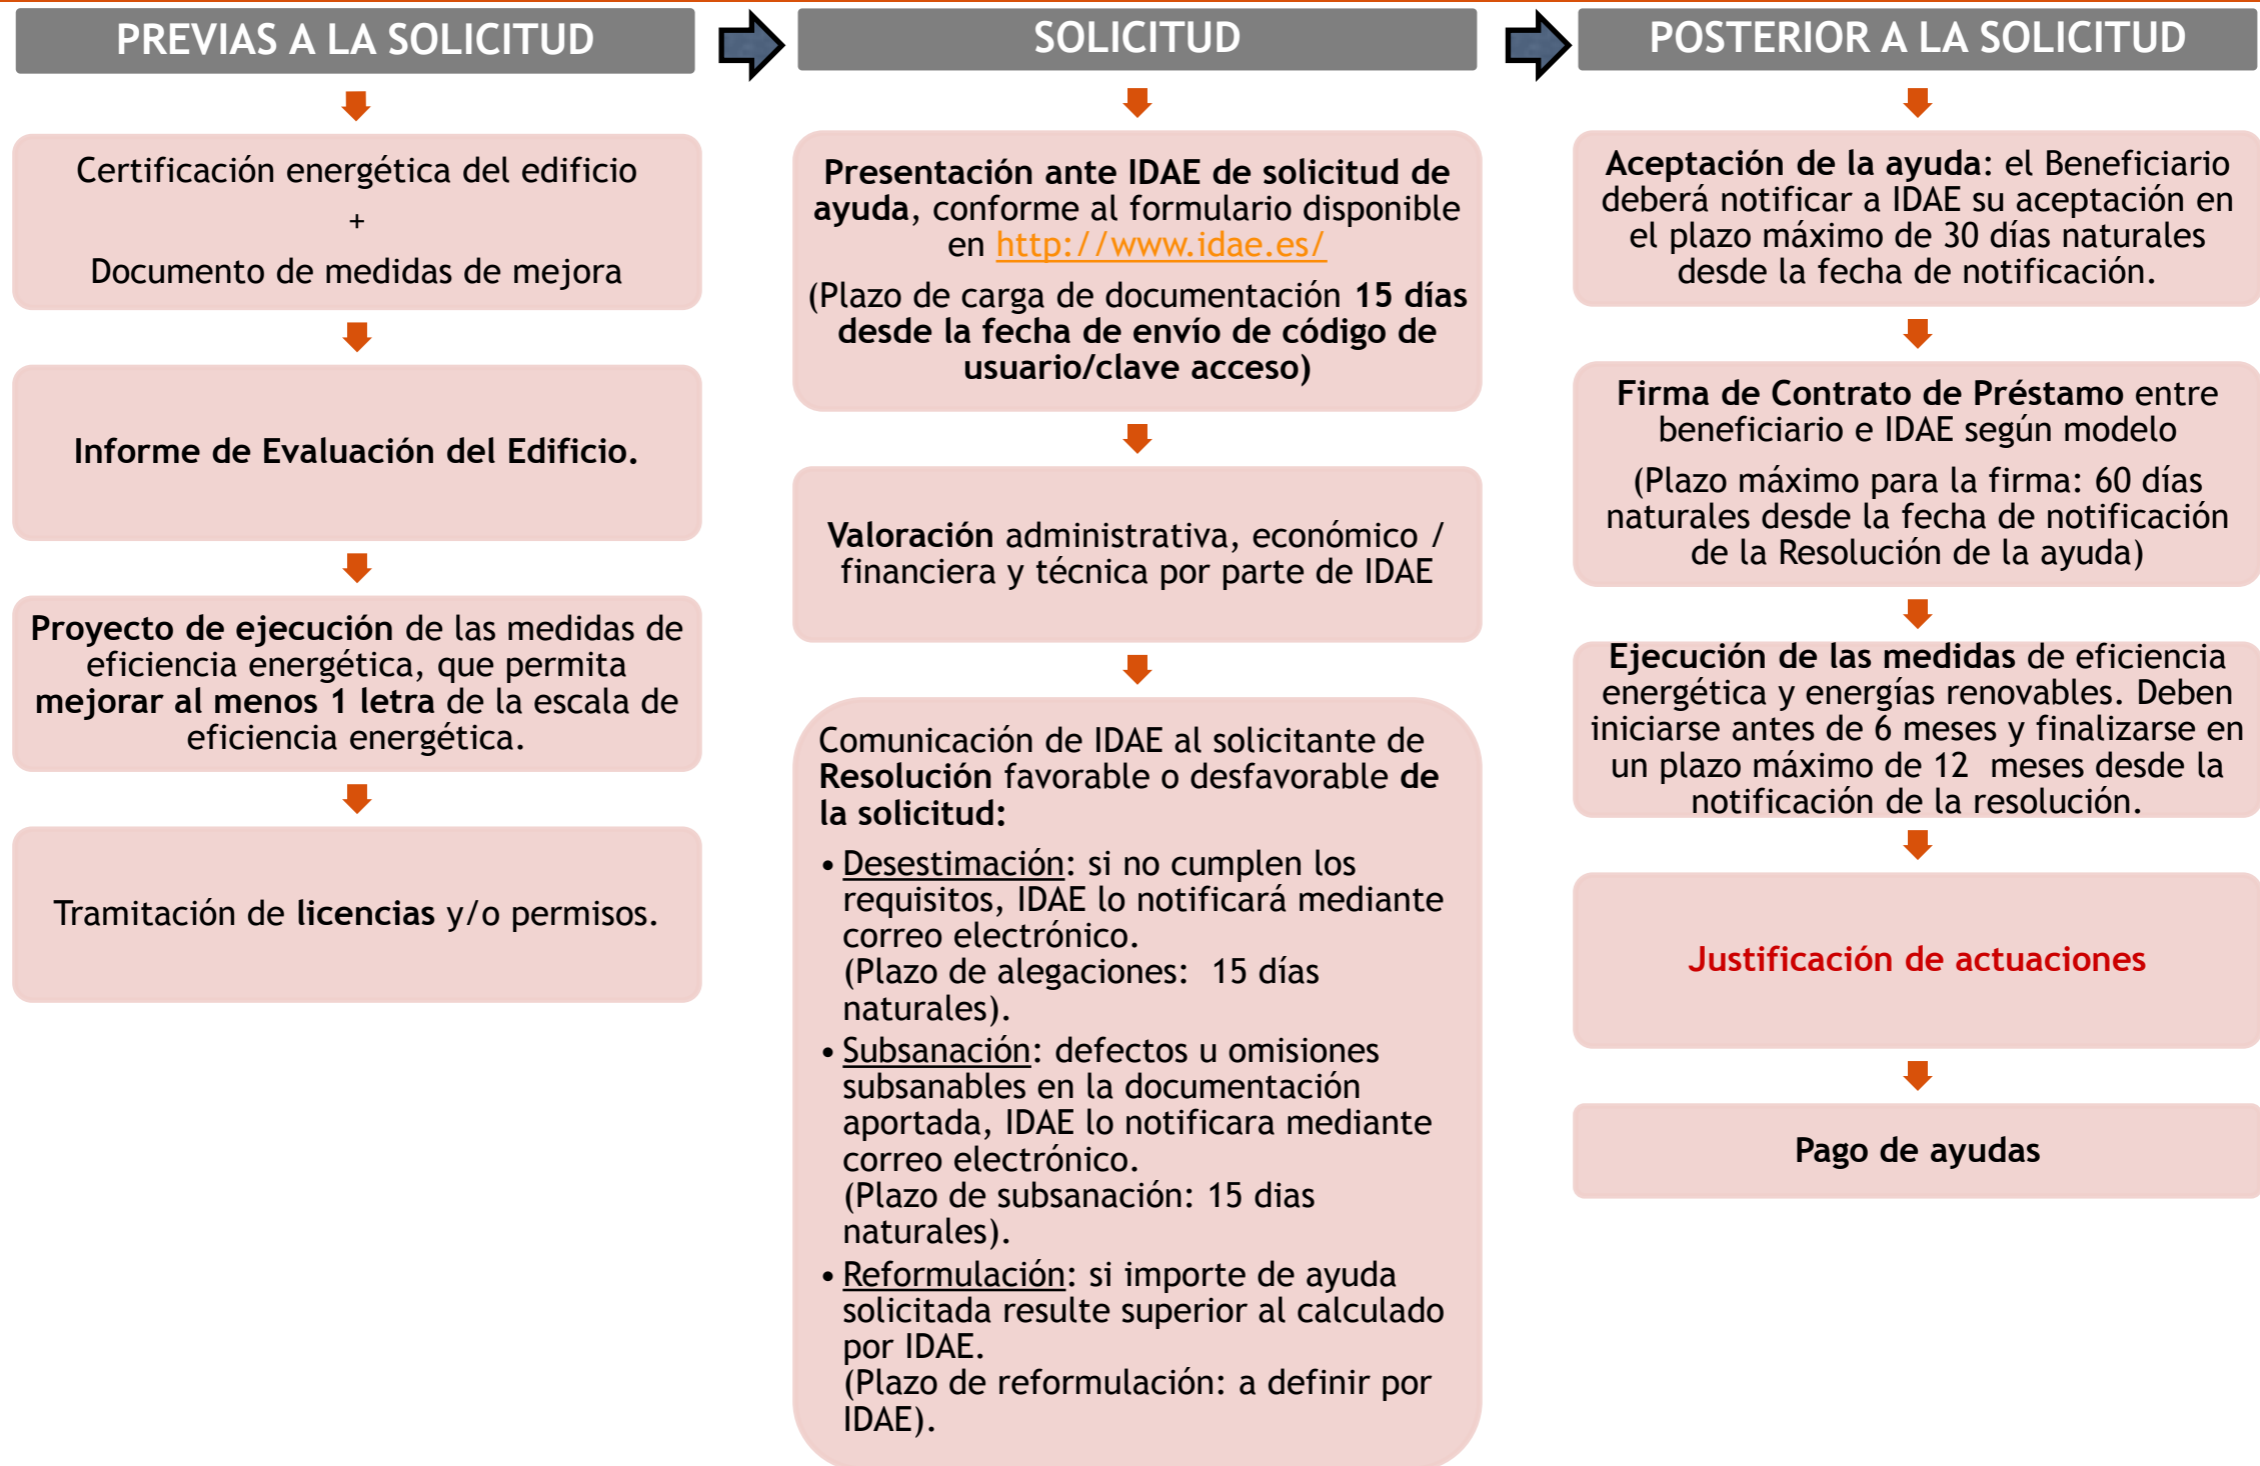 PREVIAS A LA SOLICITUD
Certificación energética del edificio
+
Documento de medidas de mejora
Informe de Evaluación del Edificio.
Proyecto de ejecución de las medidas de
eficiencia energética, que permita
mejorar al menos 1 letra de la escala de
eficiencia energética.
Tramitación de licencias y/o permisos.
SOLICITUD
Presentación ante IDAE de solicitud de
ayuda, conforme al formulario disponible
en http://www.idae.es/
(Plazo de carga de documentación 15 días
desde la fecha de envío de código de
usuario/clave acceso)
Valoración administrativa, económico /
financiera y técnica por parte de IDAE
Comunicación de IDAE al solicitante de
Resolución favorable o desfavorable de
la solicitud:
• Desestimación: si no cumplen los
requisitos, IDAE lo notificará mediante
correo electrónico.
(Plazo de alegaciones: 15 días
naturales).
• Subsanación: defectos u omisiones
subsanables en la documentación
aportada, IDAE lo notificara mediante
correo electrónico.
(Plazo de subsanación: 15 dias
naturales).
• Reformulación: si importe de ayuda
solicitada resulte superior al calculado
por IDAE.
(Plazo de reformulación: a definir por
IDAE).
POSTERIOR A LA SOLICITUD
Aceptación de la ayuda: el Beneficiario
deberá notificar a IDAE su aceptación en
el plazo máximo de 30 días naturales
desde la fecha de notificación.
Firma de Contrato de Préstamo entre
beneficiario e IDAE según modelo
(Plazo máximo para la firma: 60 días
naturales desde la fecha de notificación
de la Resolución de la ayuda)
Ejecución de las medidas de eficiencia
energética y energías renovables. Deben
iniciarse antes de 6 meses y finalizarse en
un plazo máximo de 12 meses desde la
notificación de la resolución.
Justificación de actuaciones
Pago de ayudas